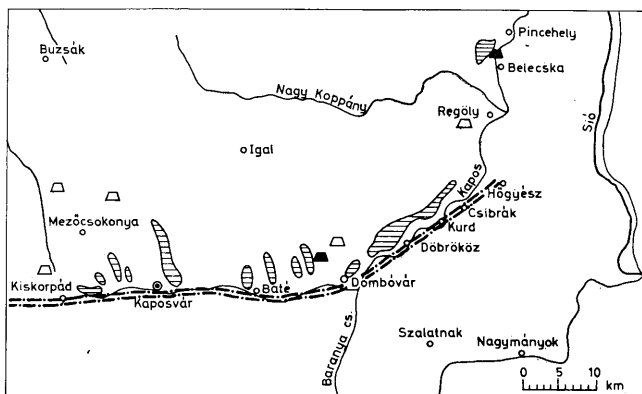 Pincehely
Buzsák
Belecska
Nagy Koppány
Regöly
Sió
Igal
Kapos
Hőgyész
Csibrák
Mezőcsokonya
Kurd
Döbrököz
Kiskorpád
Kaposvár
Baté
Dombóvár
Baranya cs.
Szalatnak
Nagymányok
0 5 10
km